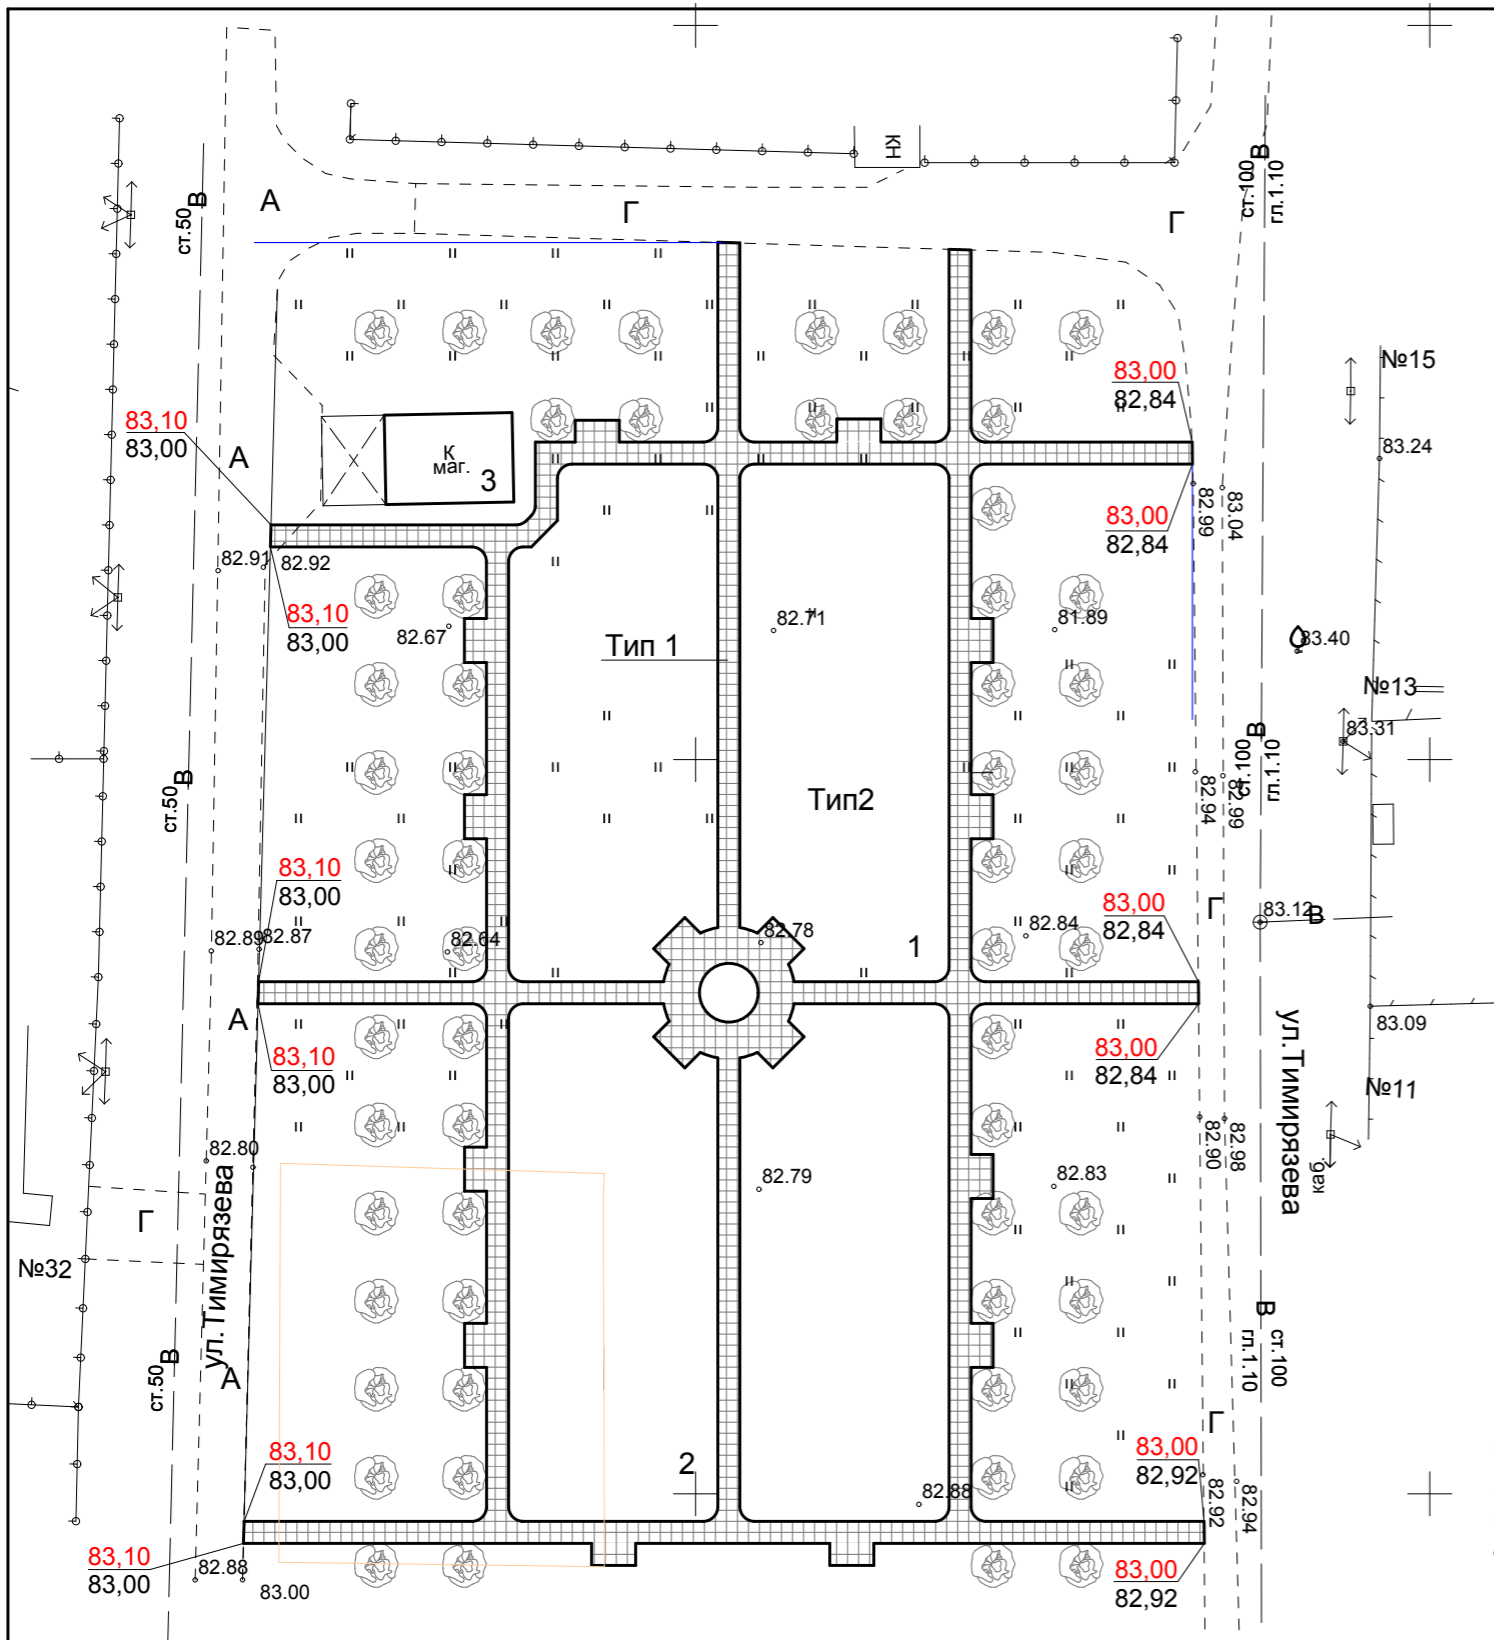 КН
ст.100
В
гл.1.10
ст.50
В
А
Г
Г
№15
83,00
82,84
83,10
83,00
А
К
маг.
3
83.24
83,00
82,84
82.99
83.04
82.91
82.92
83,10
83,00
82.67
Тип 1
82.71
81.89
83.40
№13
83.31
ст.50
В
ст.100
В
гл.1.10
82.94
82.99
Тип2
83,10
83,00
83,00
82,84
Г
83.12
В
82.89
82.87
82.64
82.78
82.84
1
А
83,10
83,00
83,00
82,84
ул.Тимирязева
83.09
№11
82.80
82.90
82.98
каб.
82.79
82.83
Г
ул.Тимирязева
№32
В
ст.100
гл.1.10
ст.50
В
А
Г
83,10
83,00
2
83,00
82,92
82.88
82.92
82.94
83,10
83,00
82.88
83.00
83,00
82,92